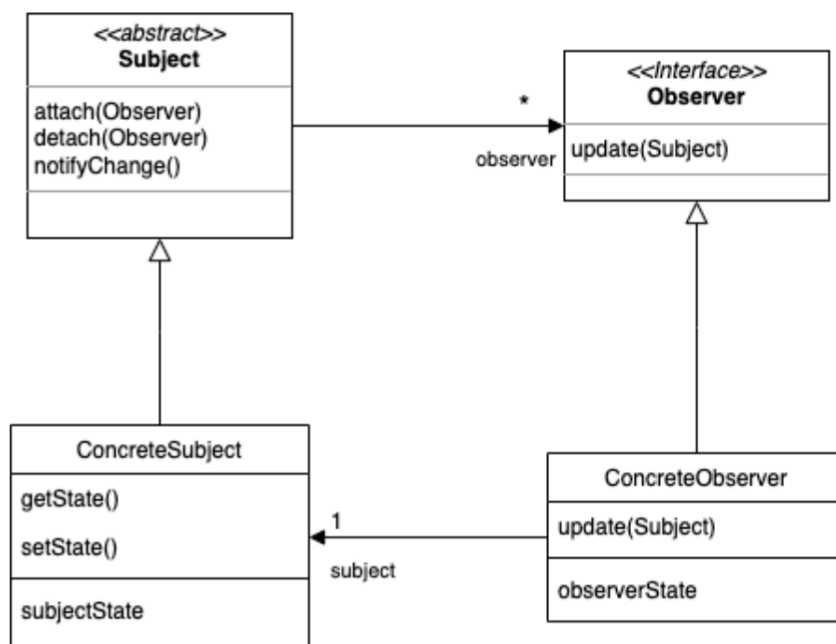 <<abstract>>
Subject
attach(Observer)
detach(Observer)
notifyChange()
*
observer
<<Interface>>
Observer
update(Subject)
ConcreteSubject
getState()
setState()
subjectState
1
subject
ConcreteObserver
update(Subject)
observerState